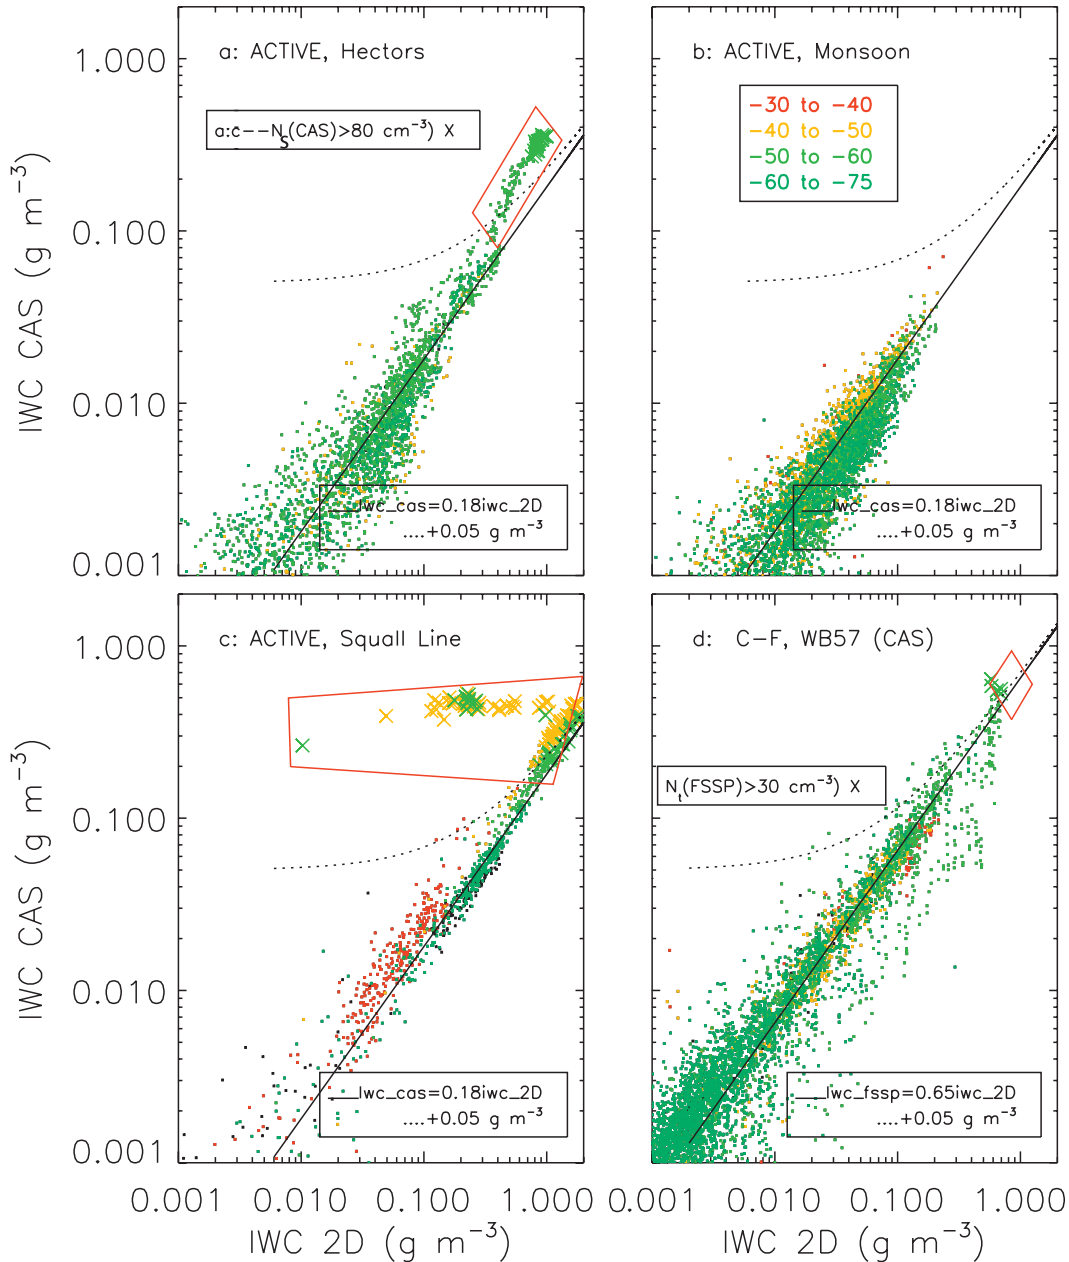 a: ACTIVE, Hectors
b: ACTIVE, Monsoon
1.000
0.100
0.010
0.001
IWC CAS (g m⁻³)
a:c--N_S(CAS)>80 cm⁻³) X
Iwc_cas=0.18iwc_2D
....+0.05 g m⁻³
-30 to -40
-40 to -50
-50 to -60
-60 to -75
Iwc_cas=0.18iwc_2D
....+0.05 g m⁻³
c: ACTIVE, Squall Line
d: C-F, WB57 (CAS)
1.000
0.100
0.010
0.001
IWC CAS (g m⁻³)
Iwc_cas=0.18iwc_2D
....+0.05 g m⁻³
N_t(FSSP)>30 cm⁻³) X
Iwc_fssp=0.65iwc_2D
....+0.05 g m⁻³
0.001 0.010 0.100 1.000
IWC 2D (g m⁻³)
0.001 0.010 0.100 1.000
IWC 2D (g m⁻³)